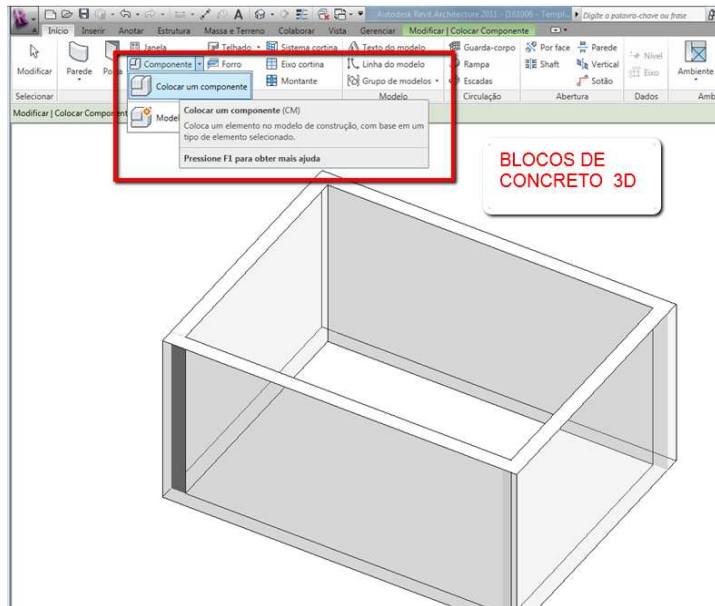 Autodesk Revit Architecture 2011 - [161006 - Templ...
Digite a palavra-chave ou frase
Início Inserir Anotar Estrutura Massa e Terreno Colaborar Vista Gerenciar Modificar | Colocar Componente
Janela Telhado Sistema cortina Texto do modelo Guarda-corpo Por face Parede Nível
Modificar Parede Componente Forro Eixo cortina Linha do modelo Rampa Shaft Vertical Eixo Ambiente
Colocar um componente Montante Grupo de modelos Escadas Sótão
Selecionar Modelo Circulação Abertura Dados Amb
Modificar | Colocar Component
Colocar um componente (CM)
Coloca um elemento no modelo de construção, com base em um
tipo de elemento selecionado.
Pressione F1 para obter mais ajuda
BLOCOS DE
CONCRETO 3D